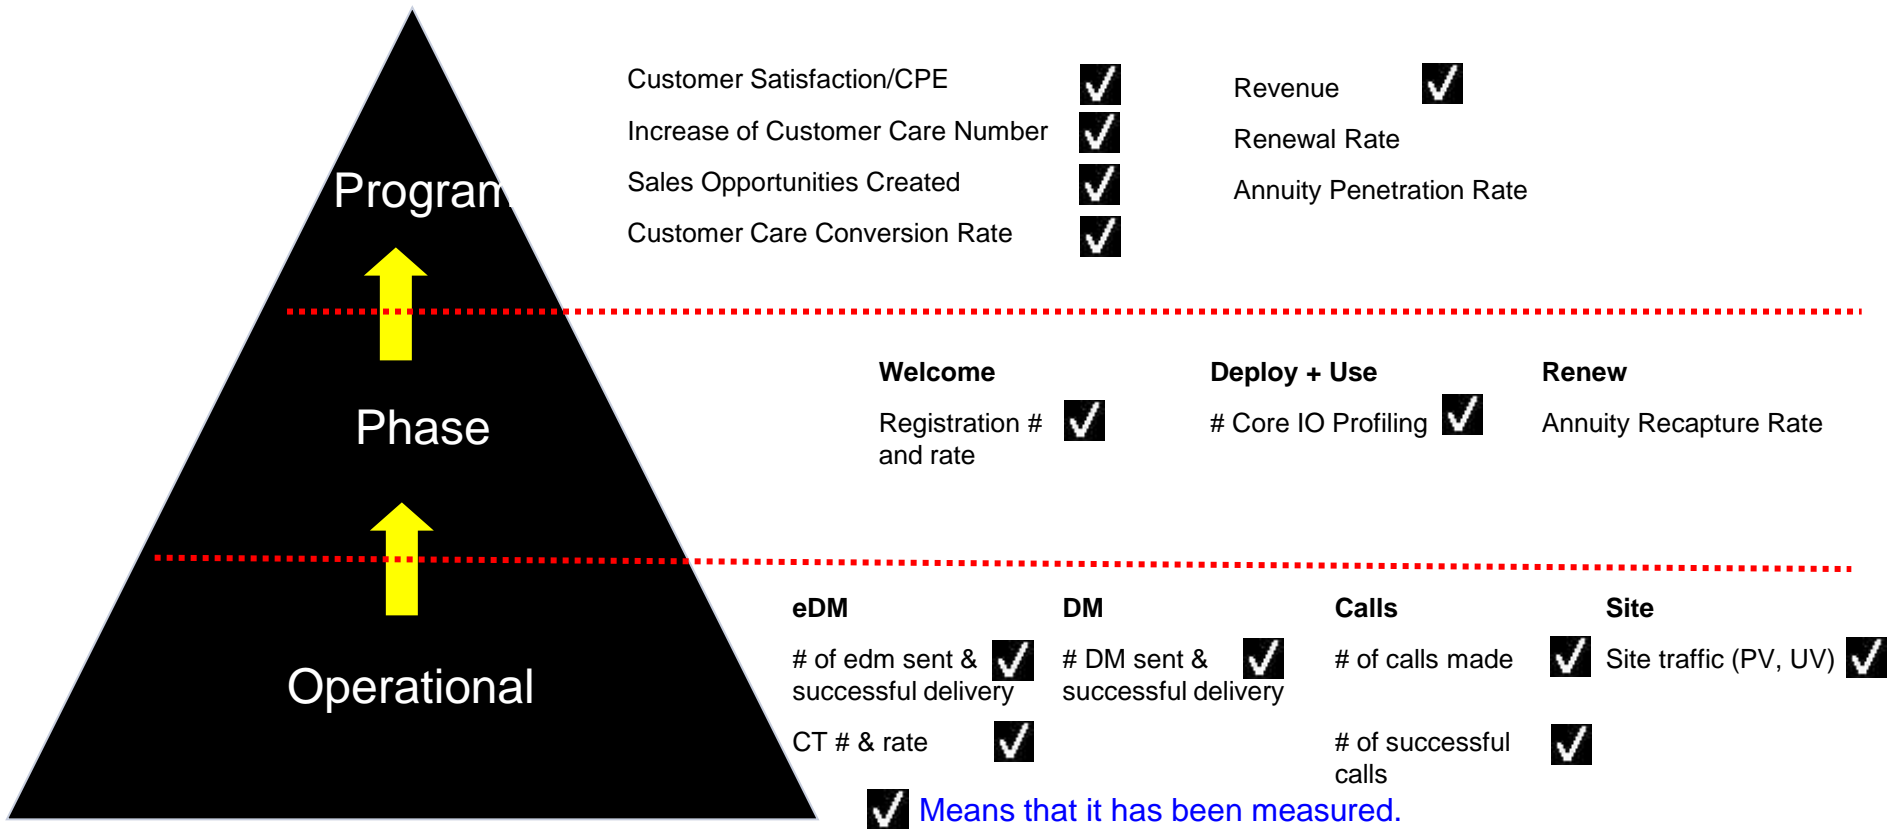 Customer Satisfaction/CPE
Increase of Customer Care Number
Sales Opportunities Created
Customer Care Conversion Rate
Revenue
Renewal Rate
Annuity Penetration Rate
Program
Welcome
Registration #
and rate
Deploy + Use
# Core IO Profiling
Renew
Annuity Recapture Rate
Phase
eDM
# of edm sent &
successful delivery
CT # & rate
DM
# DM sent &
successful delivery
Calls
# of calls made
# of successful
calls
Site
Site traffic (PV, UV)
Operational
Means that it has been measured.